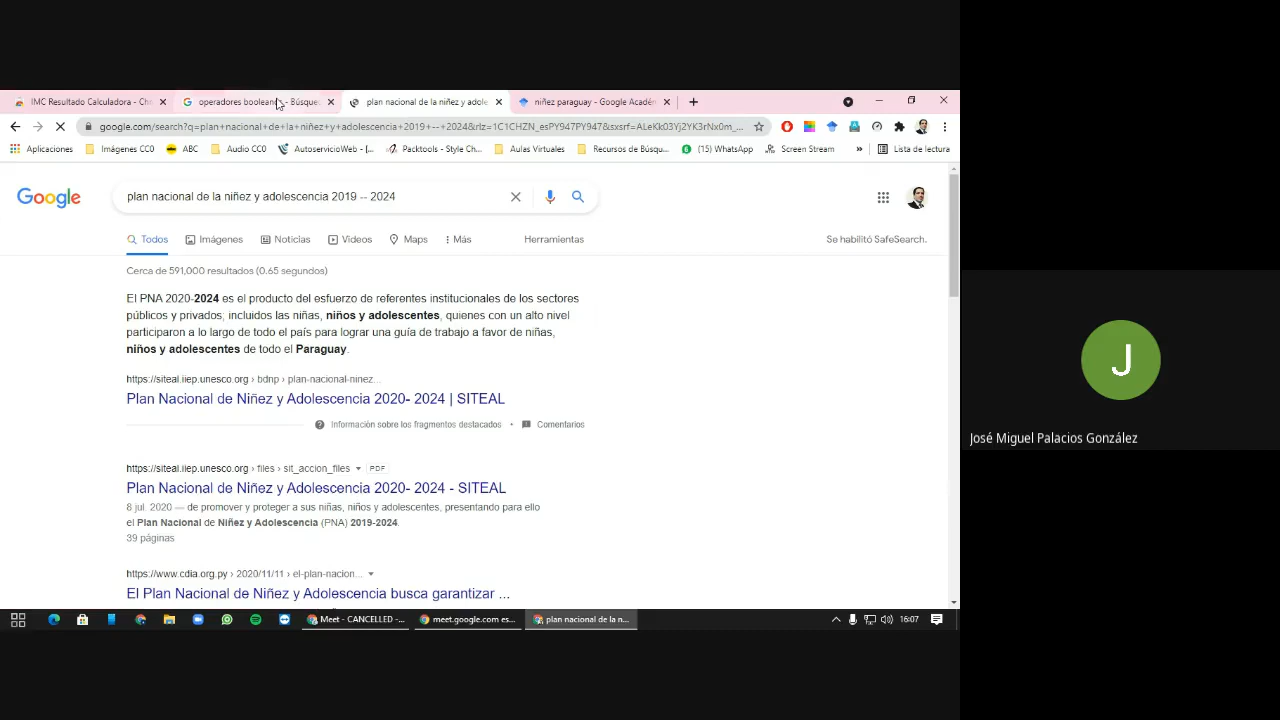 IMC Resultado Calculadora - Chr
operadores booleanos - Búsque
plan nacional de la niñez y adole
niñez paraguay - Google Acadé
google.com/search?q=plan+nacional+de+la+niñez+y+adolescencia+2019+--+2024&rlz=1C1CHZN_esPY947PY947&sxsrf=ALeKk03Yj2YK3rNx0m_...
Aplicaciones
Imágenes CC0
ABC
Audio CC0
AutoservicioWeb - [...
Packtools - Style Ch...
Aulas Virtuales
Recursos de Búsqu...
(15) WhatsApp
Screen Stream
»
Lista de lectura
Google
plan nacional de la niñez y adolescencia 2019 -- 2024
Todos
Imágenes
Noticias
Videos
Maps
Más
Herramientas
Se habilitó SafeSearch.
Cerca de 591,000 resultados (0.65 segundos)
El PNA 2020-2024 es el producto del esfuerzo de referentes institucionales de los sectores
públicos y privados; incluidos las niñas, niños y adolescentes, quienes con un alto nivel
participaron a lo largo de todo el país para lograr una guía de trabajo a favor de niñas,
niños y adolescentes de todo el Paraguay.
https://siteal.iiep.unesco.org › bdnp › plan-nacional-ninez...
Plan Nacional de Niñez y Adolescencia 2020- 2024 | SITEAL
Información sobre los fragmentos destacados • Comentarios
https://siteal.iiep.unesco.org › files › sit_accion_files PDF
Plan Nacional de Niñez y Adolescencia 2020- 2024 - SITEAL
8 jul. 2020 — de promover y proteger a sus niñas, niños y adolescentes, presentando para ello
el Plan Nacional de Niñez y Adolescencia (PNA) 2019-2024.
39 páginas
https://www.cdia.org.py › 2020/11/11 › el-plan-nacion...
El Plan Nacional de Niñez y Adolescencia busca garantizar ...
J
José Miguel Palacios González
Meet - CANCELLED -...
meet.google.com es...
plan nacional de la n...
16:07